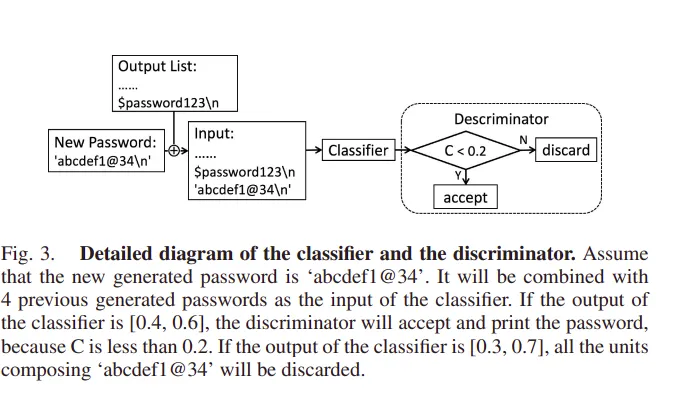 Output List:
......
$password123\n
New Password:
'abcdef1@34\n'
Input:
......
$password123\n
'abcdef1@34\n'
Classifier
Descriminator
C < 0.2
N
discard
Y
accept
Fig. 3. Detailed diagram of the classifier and the discriminator. Assume
that the new generated password is ‘abcdef1@34’. It will be combined with
4 previous generated passwords as the input of the classifier. If the output of
the classifier is [0.4, 0.6], the discriminator will accept and print the password,
because C is less than 0.2. If the output of the classifier is [0.3, 0.7], all the units
composing ‘abcdef1@34’ will be discarded.